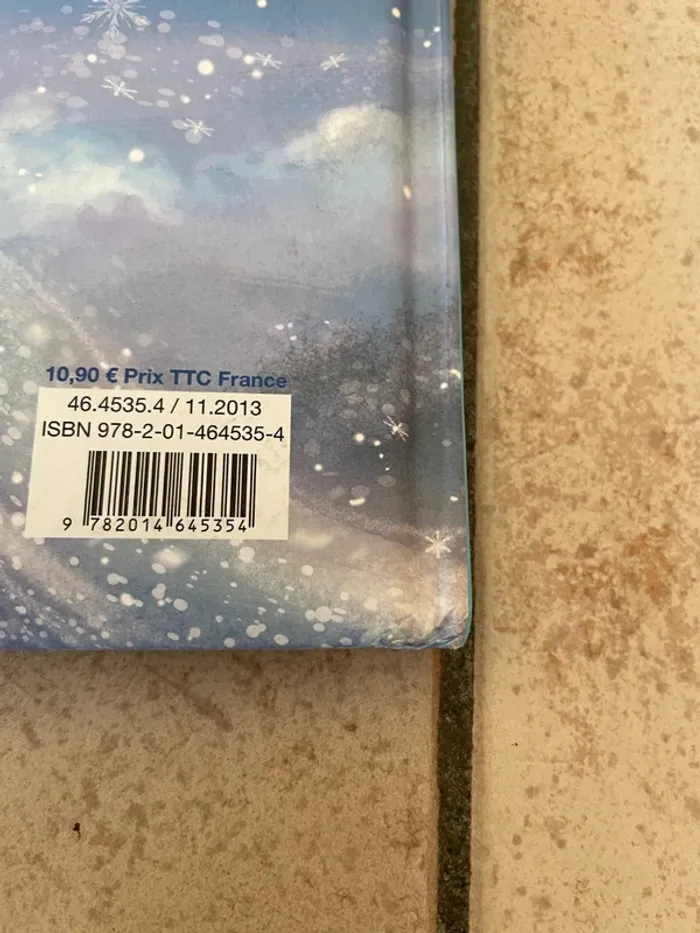 10,90 € Prix TTC France
46.4535.4 / 11.2013
ISBN 978-2-01-464535-4
9 782014 645354